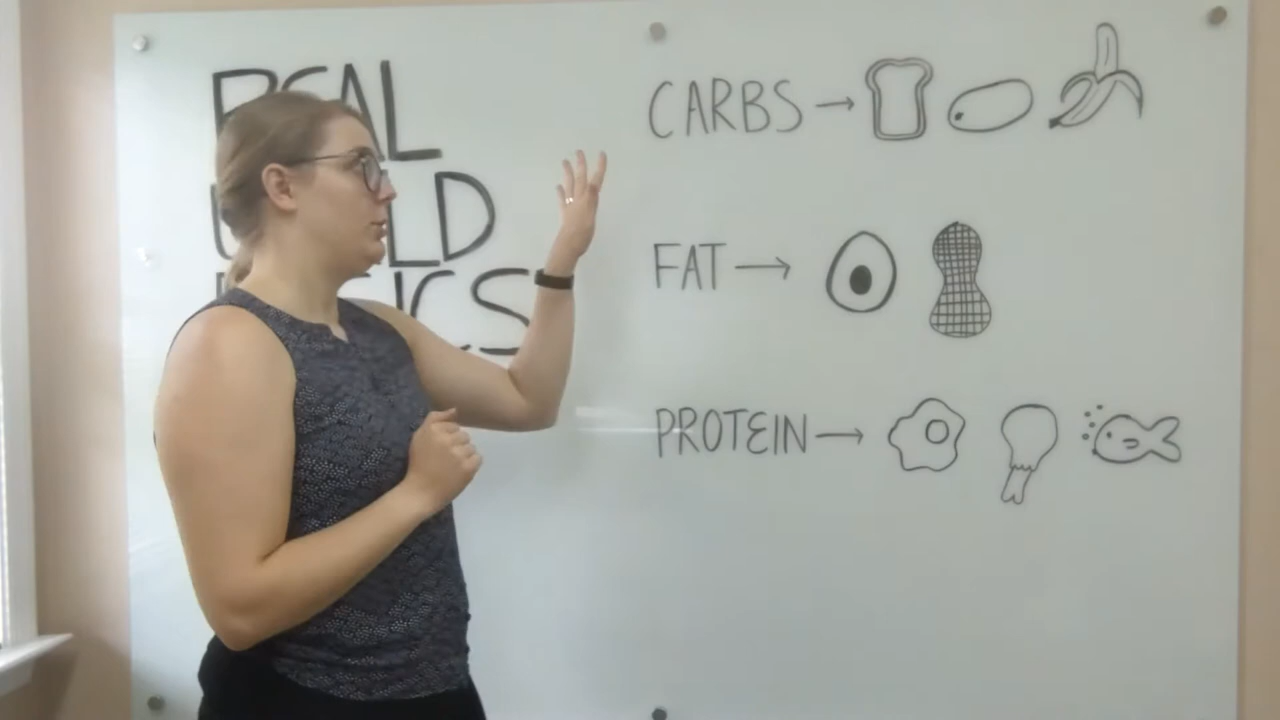 REAL
CARBS →
FAT →
PROTEIN →